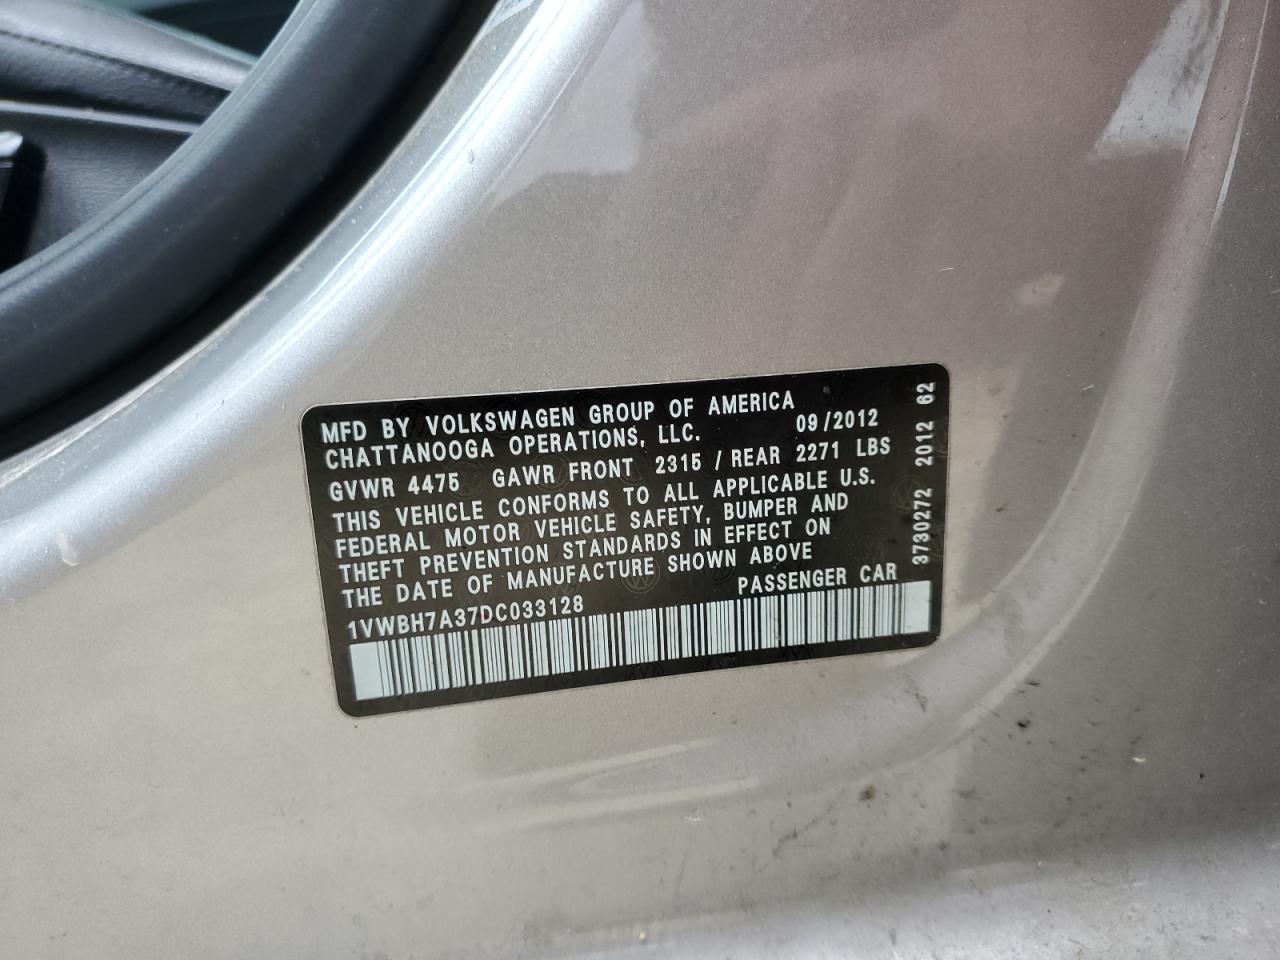 MFD BY VOLKSWAGEN GROUP OF AMERICA
CHATTANOOGA OPERATIONS, LLC. 09/2012
GVWR 4475 GAWR FRONT 2315 / REAR 2271 LBS
THIS VEHICLE CONFORMS TO ALL APPLICABLE U.S.
FEDERAL MOTOR VEHICLE SAFETY, BUMPER AND
THEFT PREVENTION STANDARDS IN EFFECT ON
THE DATE OF MANUFACTURE SHOWN ABOVE
PASSENGER CAR
1VWBH7A37DC033128
3730272 2012 62